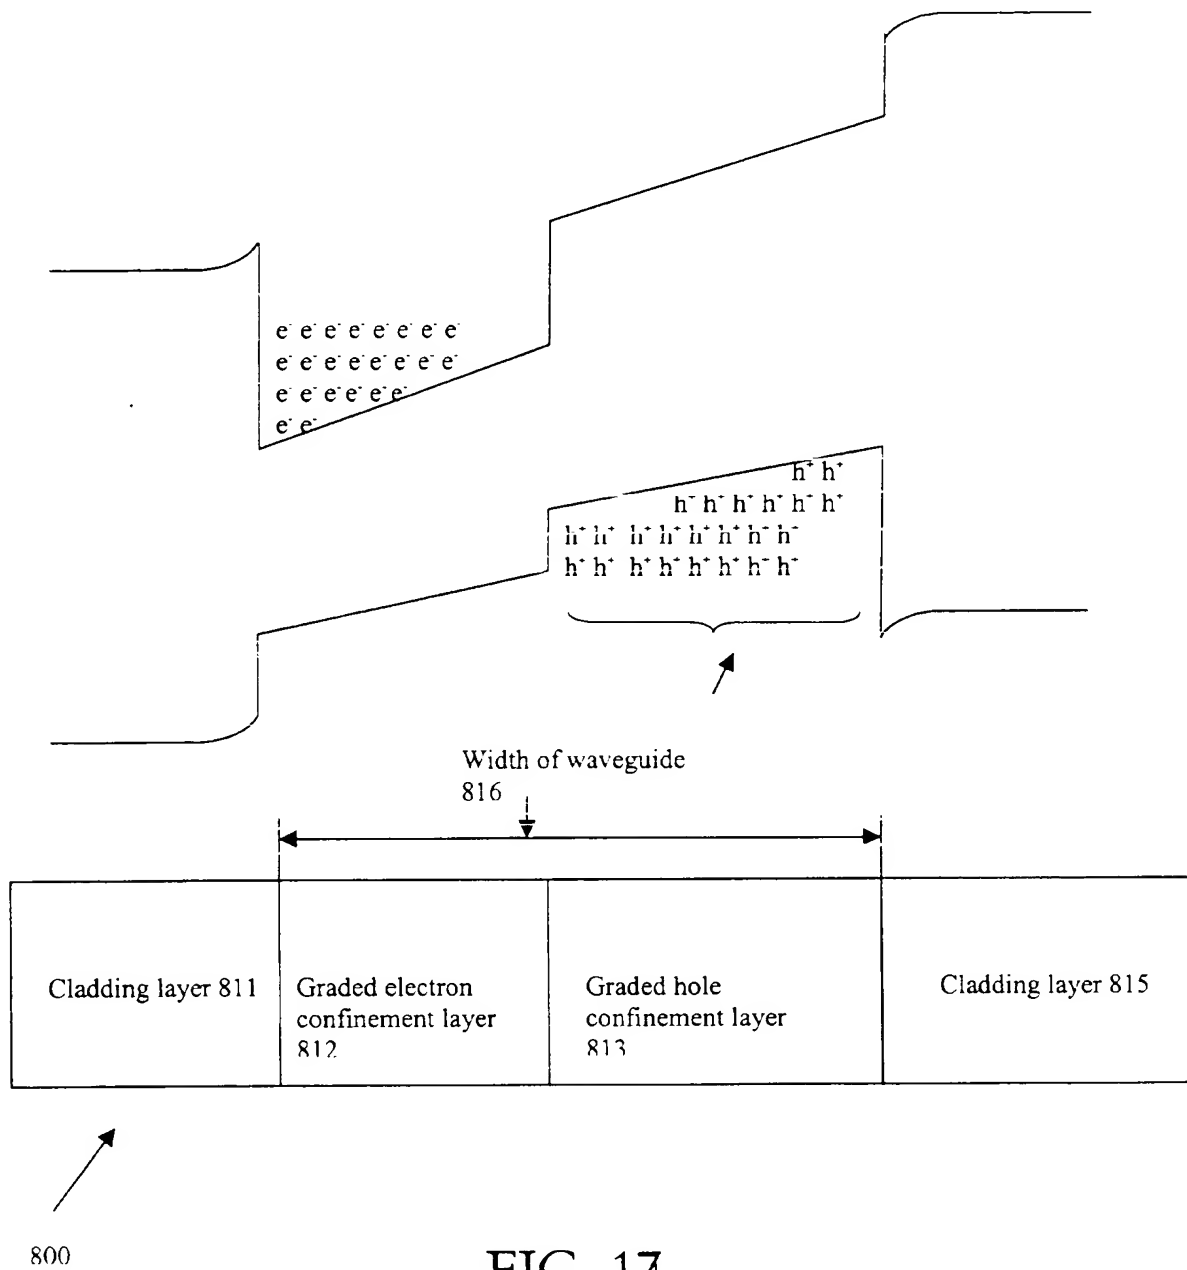 e⁻ e⁻ e⁻ e⁻ e⁻ e⁻ e⁻ e⁻
e⁻ e⁻ e⁻ e⁻ e⁻ e⁻ e⁻ e⁻
e⁻ e⁻ e⁻ e⁻ e⁻ e⁻
e⁻ e⁻
h⁺ h⁺
h⁺ h⁺ h⁺ h⁺ h⁺ h⁺
h⁺ h⁺ h⁺ h⁺ h⁺ h⁺ h⁺ h⁺
h⁺ h⁺ h⁺ h⁺ h⁺ h⁺ h⁺ h⁺
Width of waveguide
816
Cladding layer 811
Graded electron
confinement layer
812
Graded hole
confinement layer
813
Cladding layer 815
800
FIG. 17